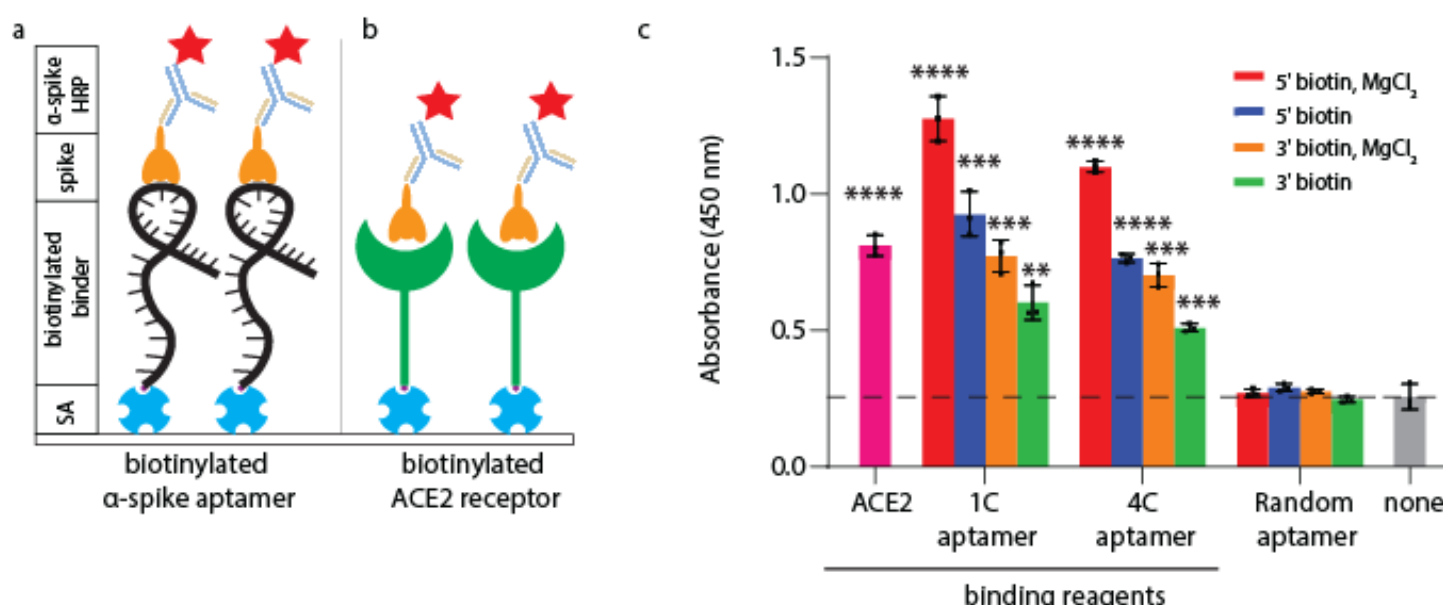 a
α-spike
HRP
spike
biotinylated
binder
SA
biotinylated
α-spike aptamer
b
biotinylated
ACE2 receptor
c
Absorbance (450 nm)
1.5
1.0
0.5
0.0
****
****
***
***
**
****
****
***
***
5' biotin, MgCl₂
5' biotin
3' biotin, MgCl₂
3' biotin
ACE2
1C
aptamer
4C
aptamer
Random
aptamer
none
binding reagents